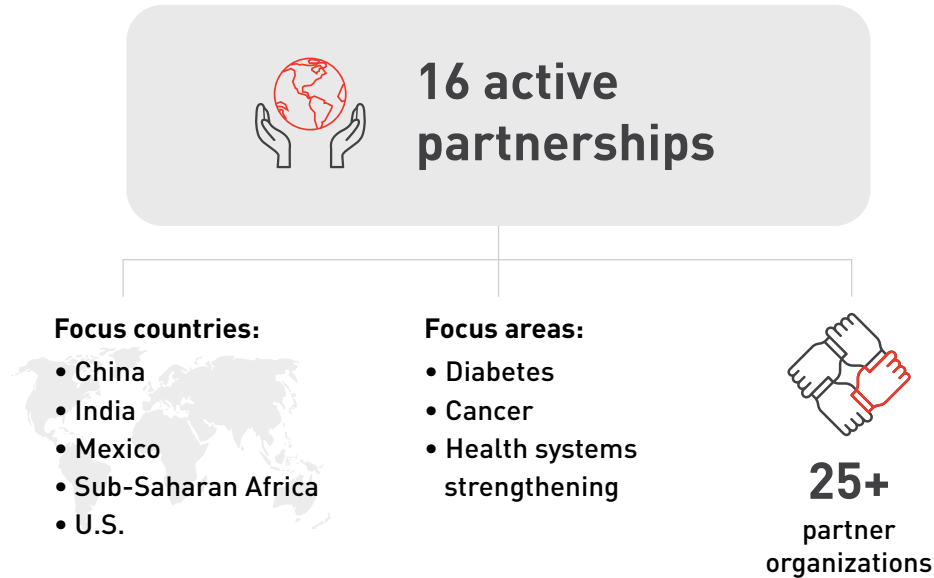 16 active
partnerships
Focus countries:
• China
• India
• Mexico
• Sub-Saharan Africa
• U.S.
Focus areas:
• Diabetes
• Cancer
• Health systems
strengthening
25+
partner
organizations